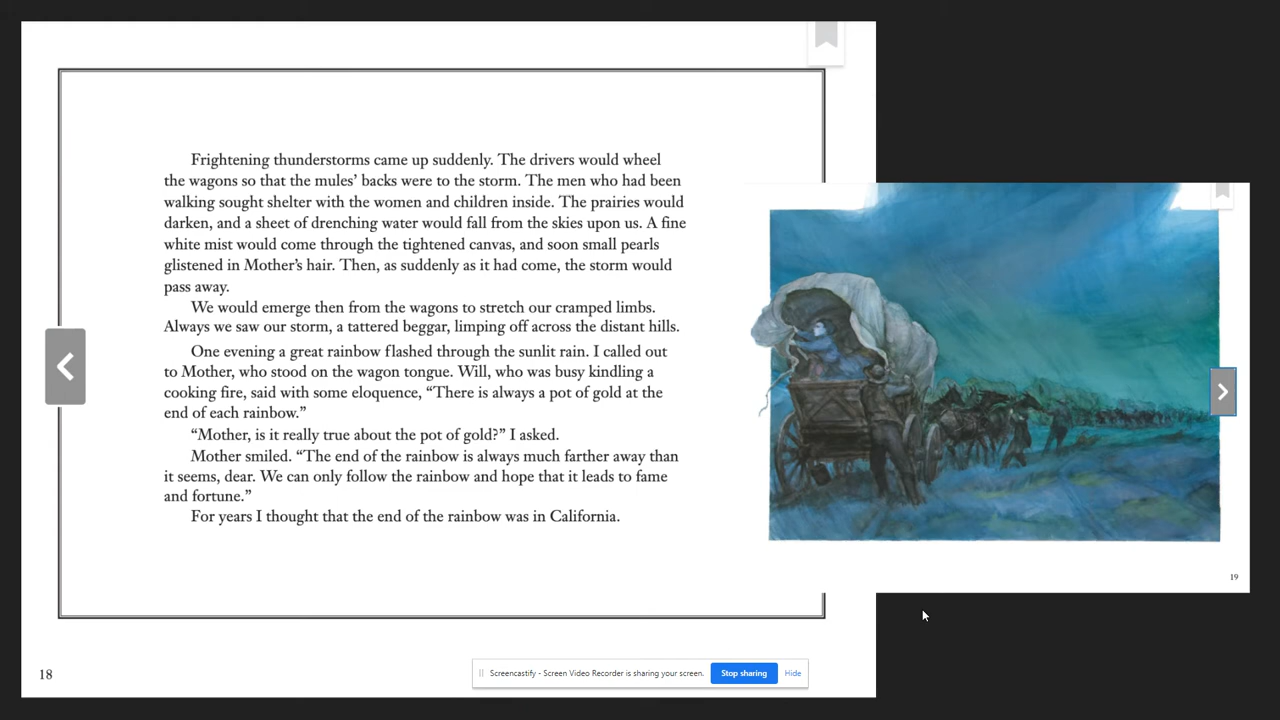 Frightening thunderstorms came up suddenly. The drivers would wheel
the wagons so that the mules’ backs were to the storm. The men who had been
walking sought shelter with the women and children inside. The prairies would
darken, and a sheet of drenching water would fall from the skies upon us. A fine
white mist would come through the tightened canvas, and soon small pearls
glistened in Mother’s hair. Then, as suddenly as it had come, the storm would
pass away.
We would emerge then from the wagons to stretch our cramped limbs.
Always we saw our storm, a tattered beggar, limping off across the distant hills.
One evening a great rainbow flashed through the sunlit rain. I called out
to Mother, who stood on the wagon tongue. Will, who was busy kindling a
cooking fire, said with some eloquence, “There is always a pot of gold at the
end of each rainbow.”
“Mother, is it really true about the pot of gold?” I asked.
Mother smiled. “The end of the rainbow is always much farther away than
it seems, dear. We can only follow the rainbow and hope that it leads to fame
and fortune.”
For years I thought that the end of the rainbow was in California.
18
19
Screencastify - Screen Video Recorder is sharing your screen.
Stop sharing
Hide